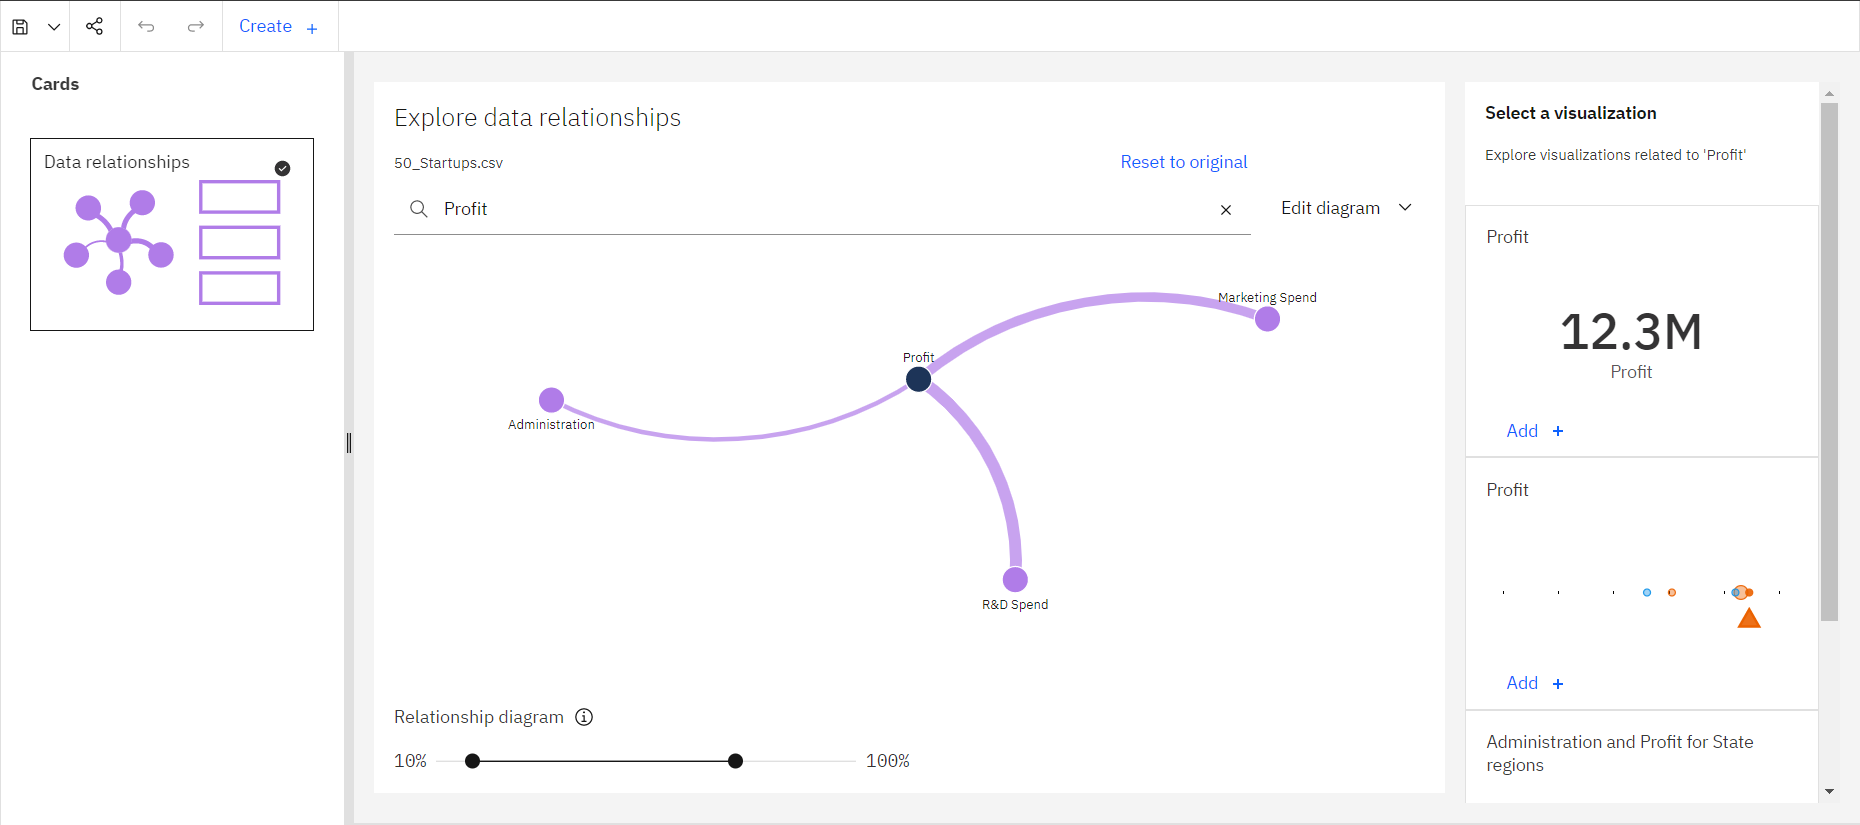 Create +
Cards
Data relationships
Explore data relationships
50_Startups.csv
Reset to original
Profit
Edit diagram
Marketing Spend
Profit
Administration
R&D Spend
Relationship diagram
10%
100%
Select a visualization
Explore visualizations related to 'Profit'
Profit
12.3M
Profit
Add +
Profit
Add +
Administration and Profit for State
regions